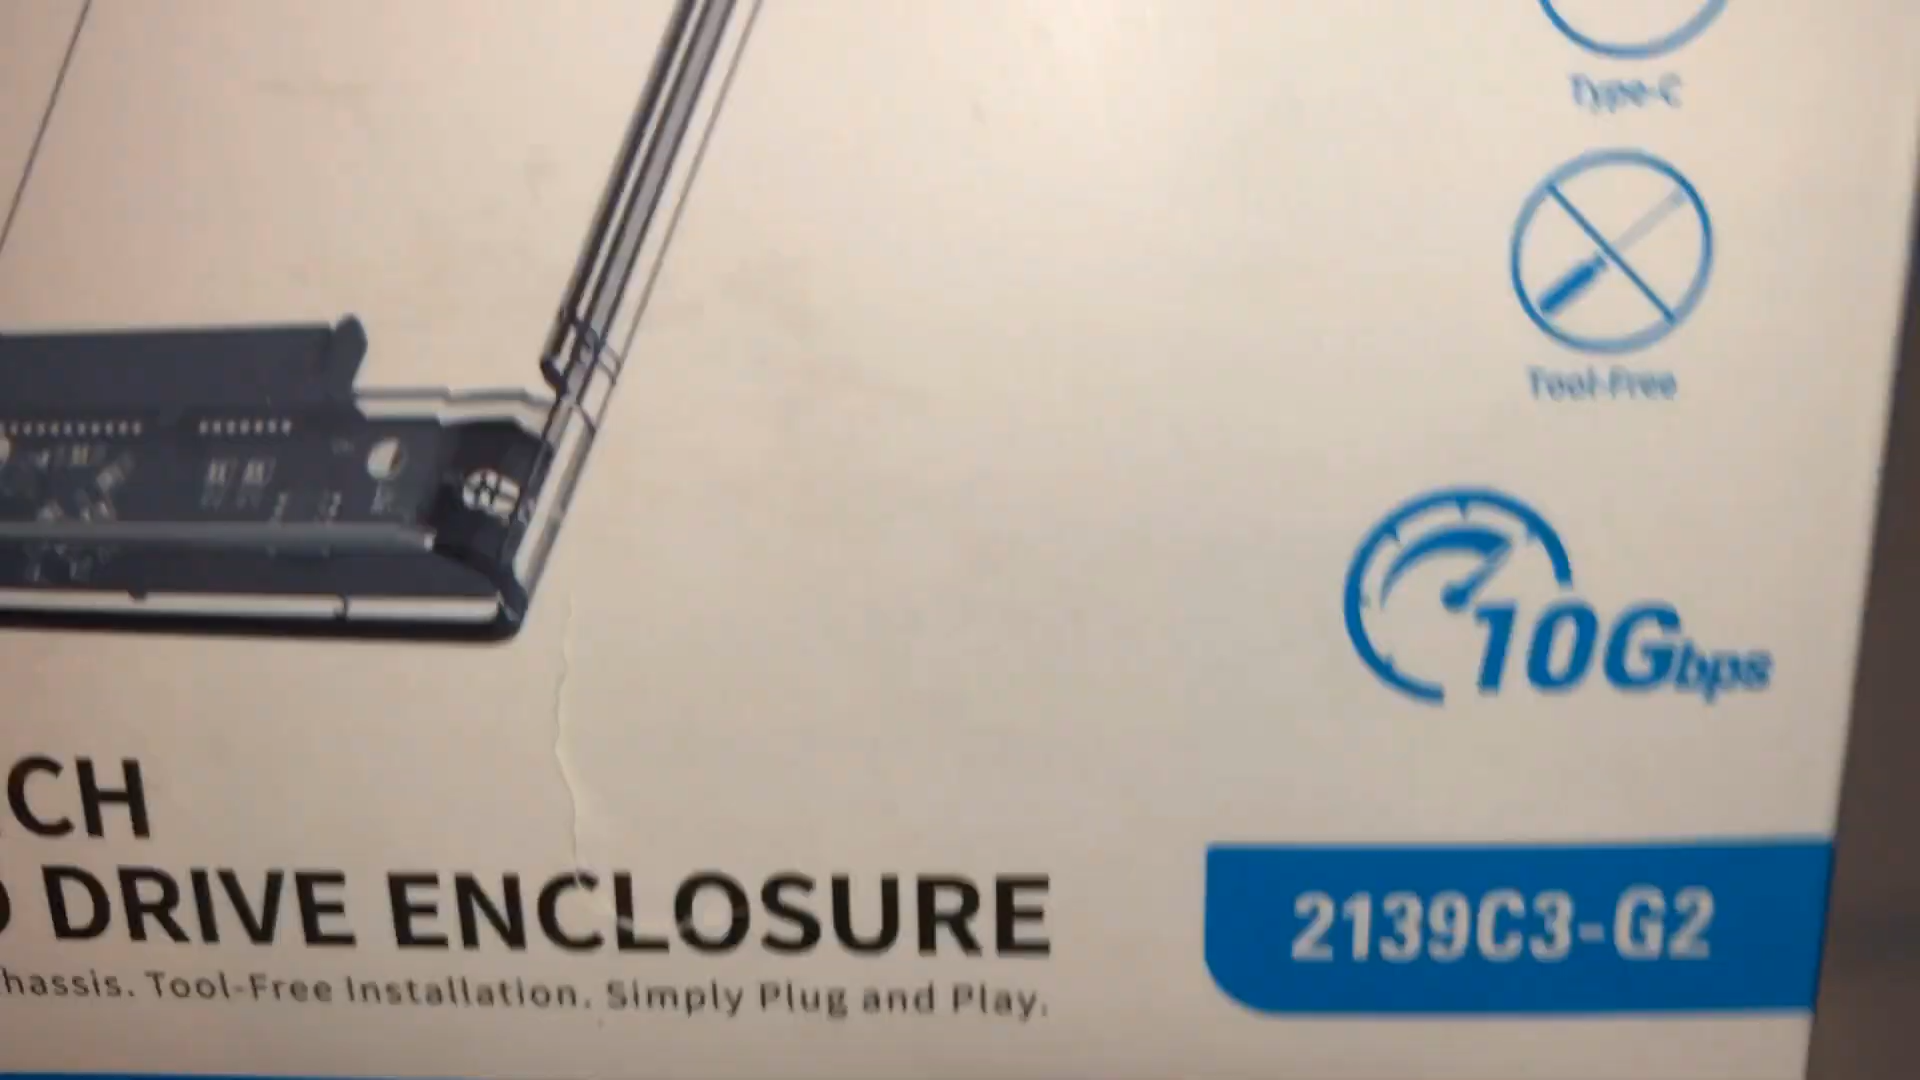 Type-C
Tool-Free
10Gbps
CH
DRIVE ENCLOSURE
hassis. Tool-Free Installation. Simply Plug and Play.
2139C3-G2